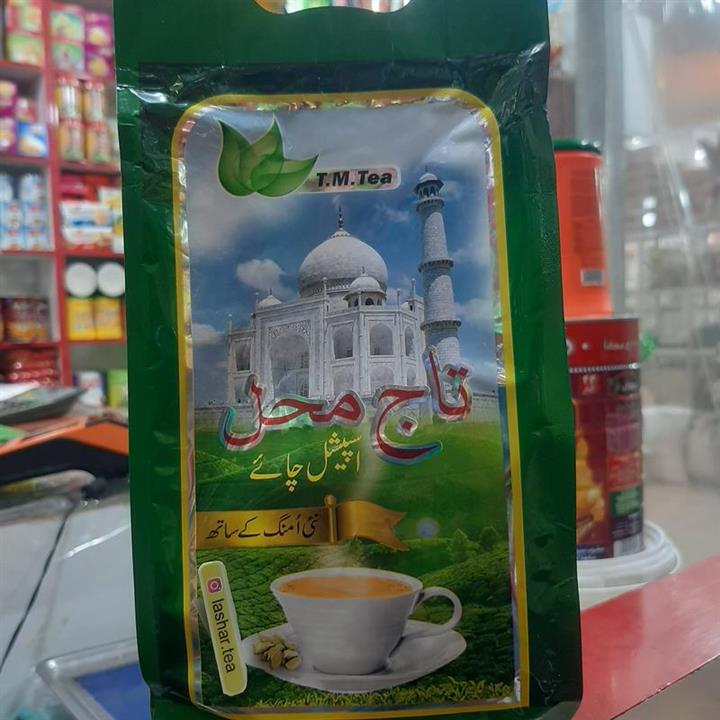 T.M.Tea
تاج محل
اسپیشل چائے
نئی اُمنگ کے ساتھ
lashar.tea